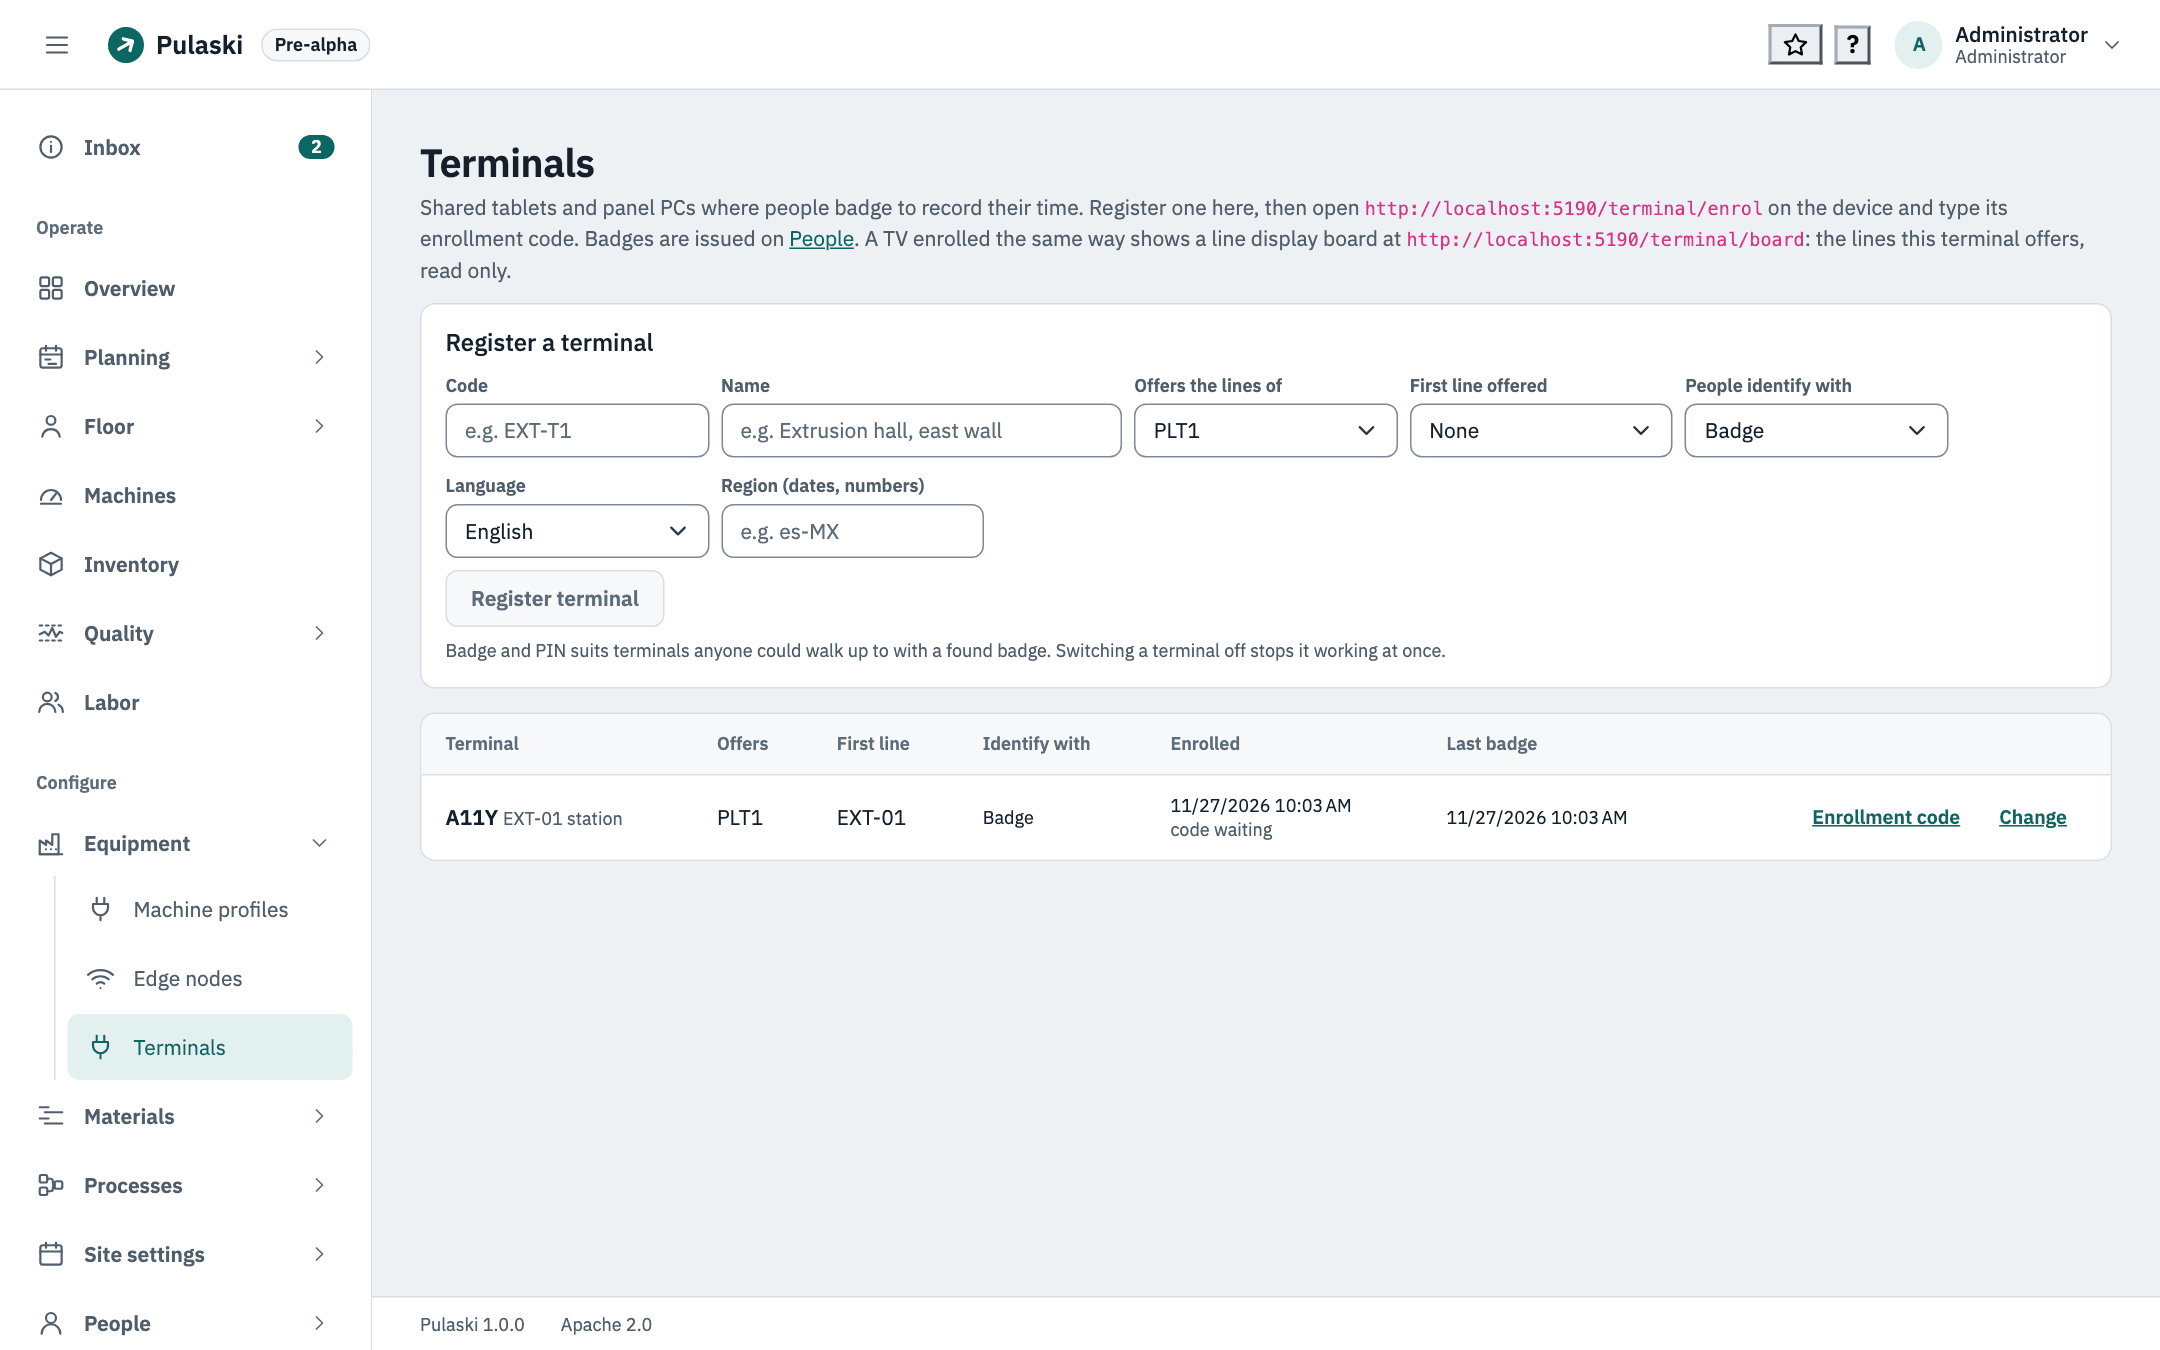 Pulaski
Pre-alpha
?
A
Administrator
Administrator
Inbox
2
Operate
Overview
Planning
Floor
Machines
Inventory
Quality
Labor
Configure
Equipment
Machine profiles
Edge nodes
Terminals
Materials
Processes
Site settings
People
Terminals
Shared tablets and panel PCs where people badge to record their time. Register one here, then open http://localhost:5190/terminal/enrol on the device and type its
enrollment code. Badges are issued on People. A TV enrolled the same way shows a line display board at http://localhost:5190/terminal/board: the lines this terminal offers,
read only.
Register a terminal
Code
Name
Offers the lines of
First line offered
People identify with
e.g. EXT-T1
e.g. Extrusion hall, east wall
PLT1
None
Badge
Language
Region (dates, numbers)
English
e.g. es-MX
Register terminal
Badge and PIN suits terminals anyone could walk up to with a found badge. Switching a terminal off stops it working at once.
Terminal
Offers
First line
Identify with
Enrolled
Last badge
A11Y EXT-01 station
PLT1
EXT-01
Badge
11/27/2026 10:03 AM
code waiting
11/27/2026 10:03 AM
Enrollment code
Change
Pulaski 1.0.0
Apache 2.0